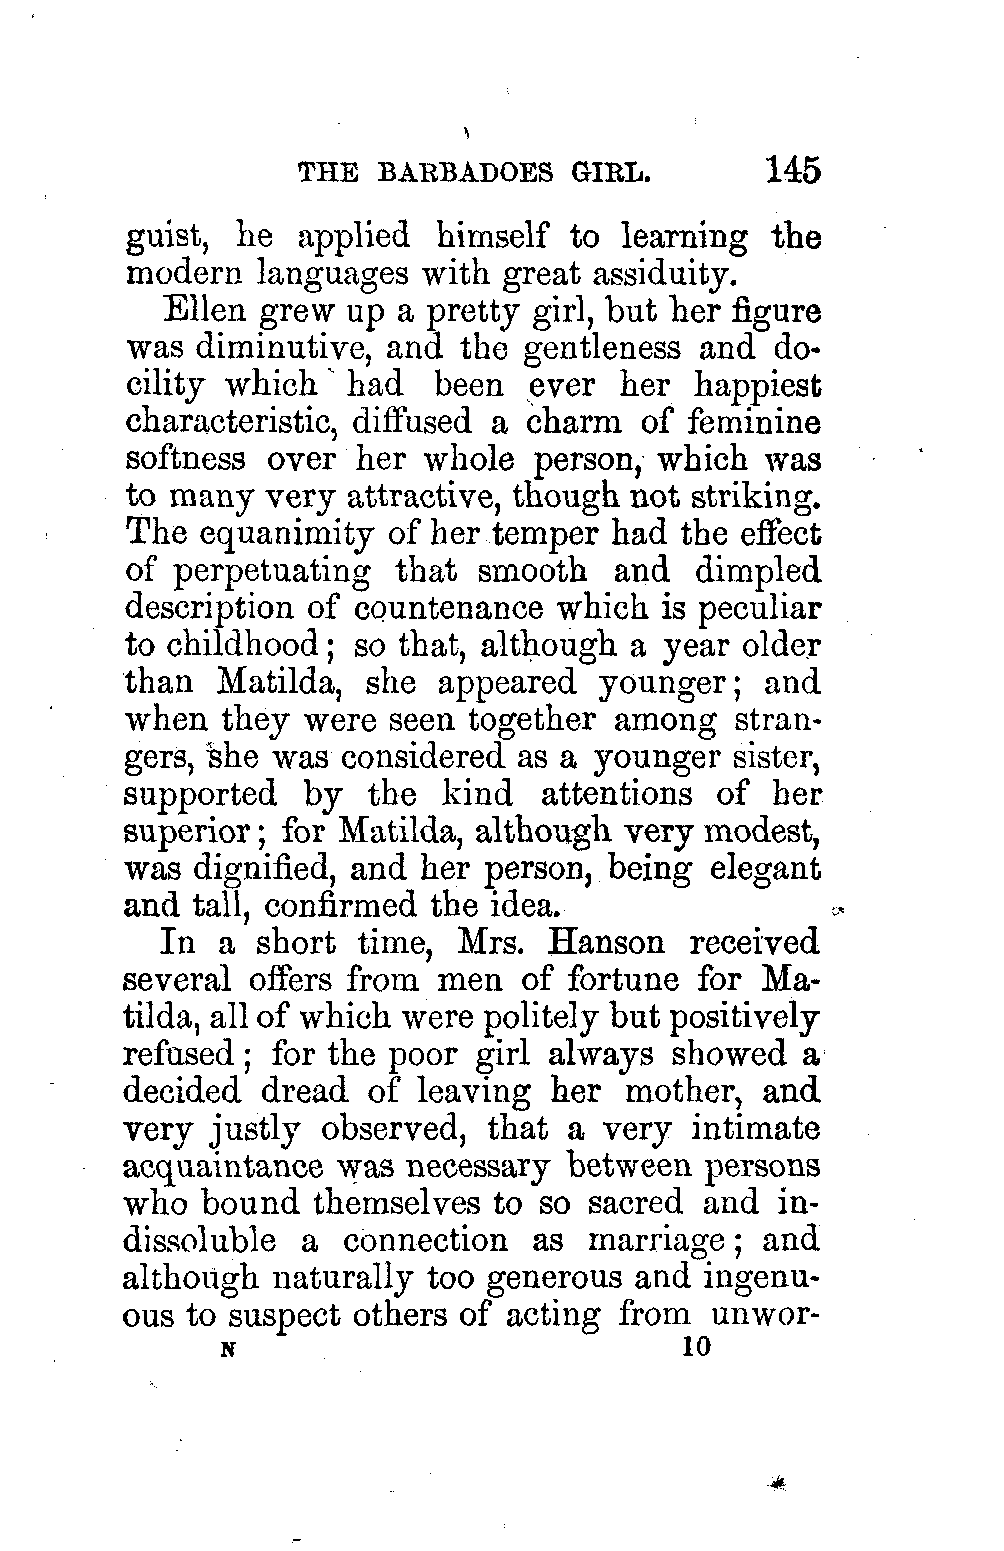 THE BARBADOES GIRL. 145
guist, he applied himself to learning the
modern languages with great assiduity.
Ellen grew up a pretty girl, but her figure
was diminutive, and the gentleness and do-
cility which had been ever her happiest
characteristic, diffused a charm of feminine
softness over her whole person, which was
to many very attractive, though not striking.
The equanimity of her temper had the effect
of perpetuating that smooth and dimpled
description of countenance which is peculiar
to childhood; so that, although a year older
than Matilda, she appeared younger; and
when they were seen together among stran-
gers, she was considered as a younger sister,
supported by the kind attentions of her
superior; for Matilda, although very modest,
was dignified, and her person, being elegant
and tall, confirmed the idea.
In a short time, Mrs. Hanson received
several offers from men of fortune for Ma-
tilda, all of which were politely but positively
refused; for the poor girl always showed a
decided dread of leaving her mother, and
very justly observed, that a very intimate
acquaintance was necessary between persons
who bound themselves to so sacred and in-
dissoluble a connection as marriage; and
although naturally too generous and ingenu-
ous to suspect others of acting from unwor-
N 10